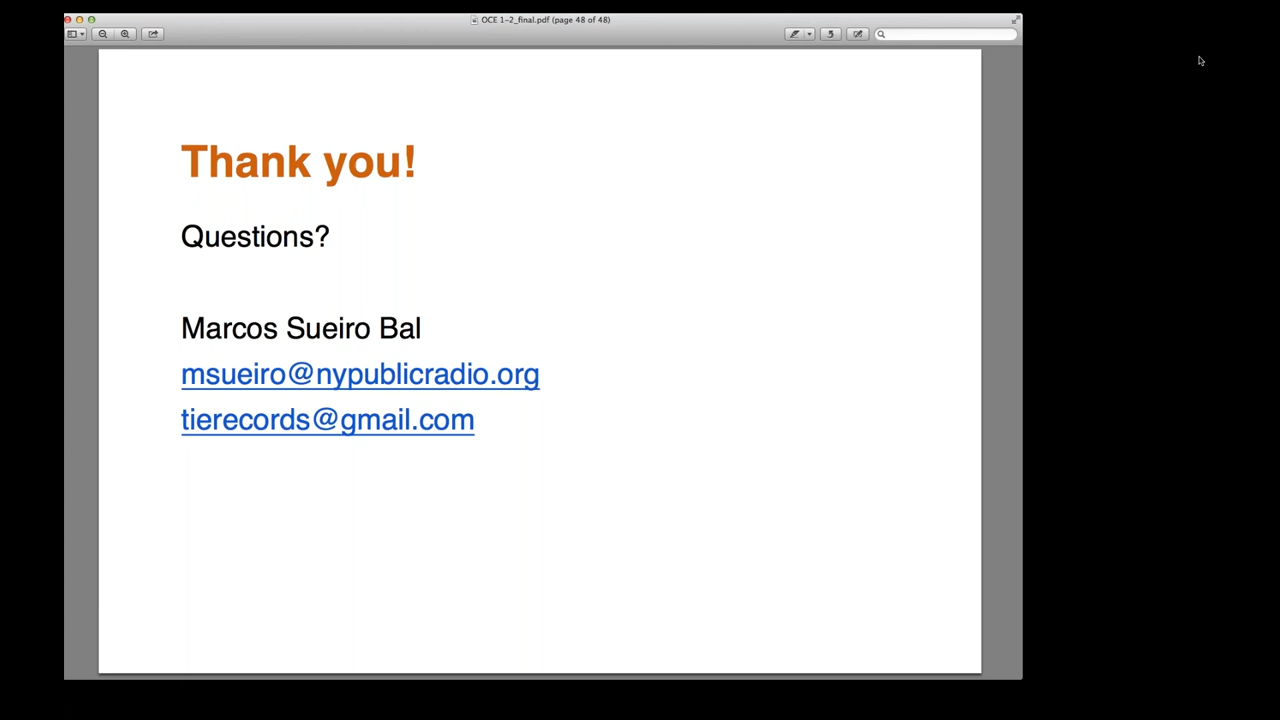 OCE 1-2_final.pdf (page 48 of 48)
Thank you!
Questions?
Marcos Sueiro Bal
msueiro@nypublicradio.org
tierecords@gmail.com